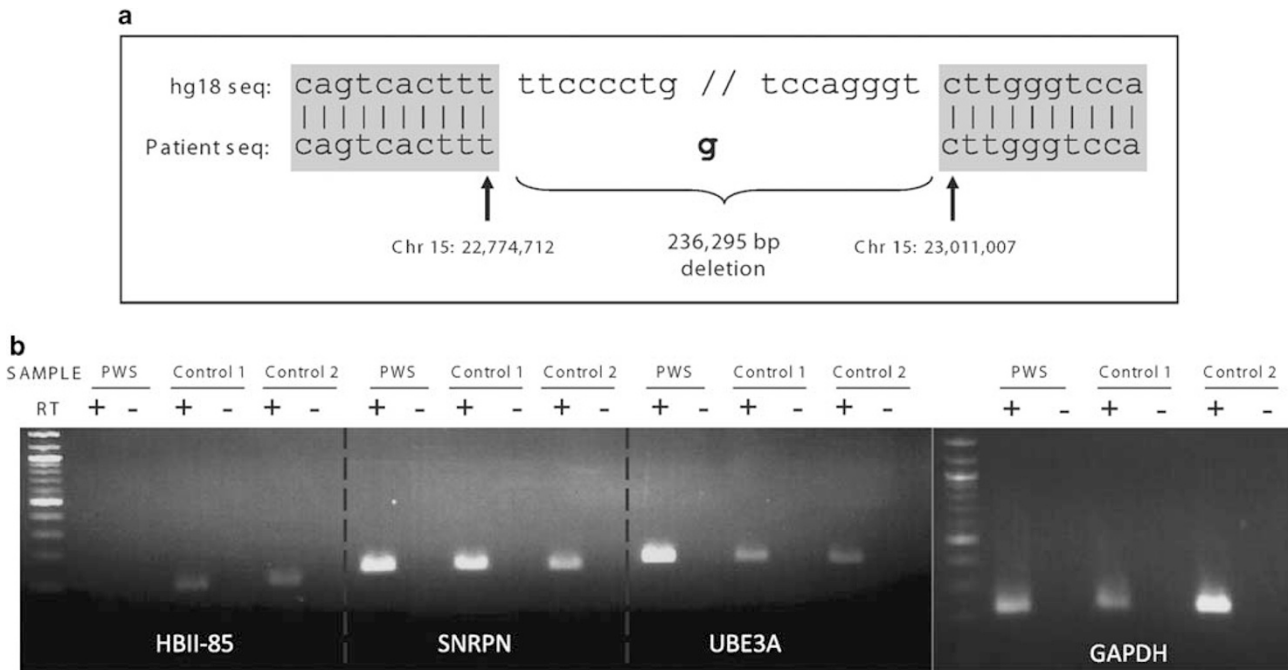 a
hg18 seq: cagtcacttt ttcccctg // tccagggt cttgggtcca
Patient seq: cagtcacttt g cttgggtcca
Chr 15: 22,774,712
236,295 bp
deletion
Chr 15: 23,011,007
b
SAMPLE PWS Control 1 Control 2 PWS Control 1 Control 2 PWS Control 1 Control 2 PWS Control 1 Control 2
RT + - + - + - + - + - + - + - + - + - + - + - + -
HBII-85 SNRPN UBE3A GAPDH